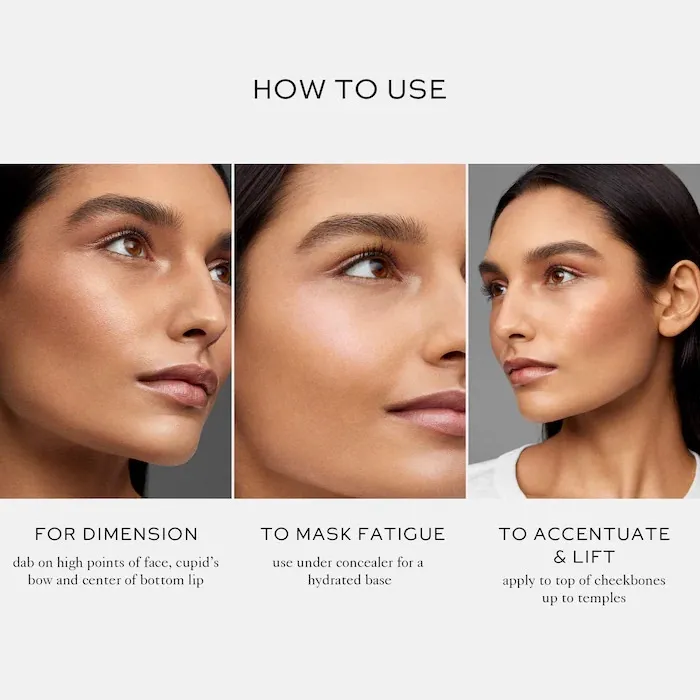 HOW TO USE
FOR DIMENSION
dab on high points of face, cupid's
bow and center of bottom lip
TO MASK FATIGUE
use under concealer for a
hydrated base
TO ACCENTUATE
& LIFT
apply to top of cheekbones
up to temples